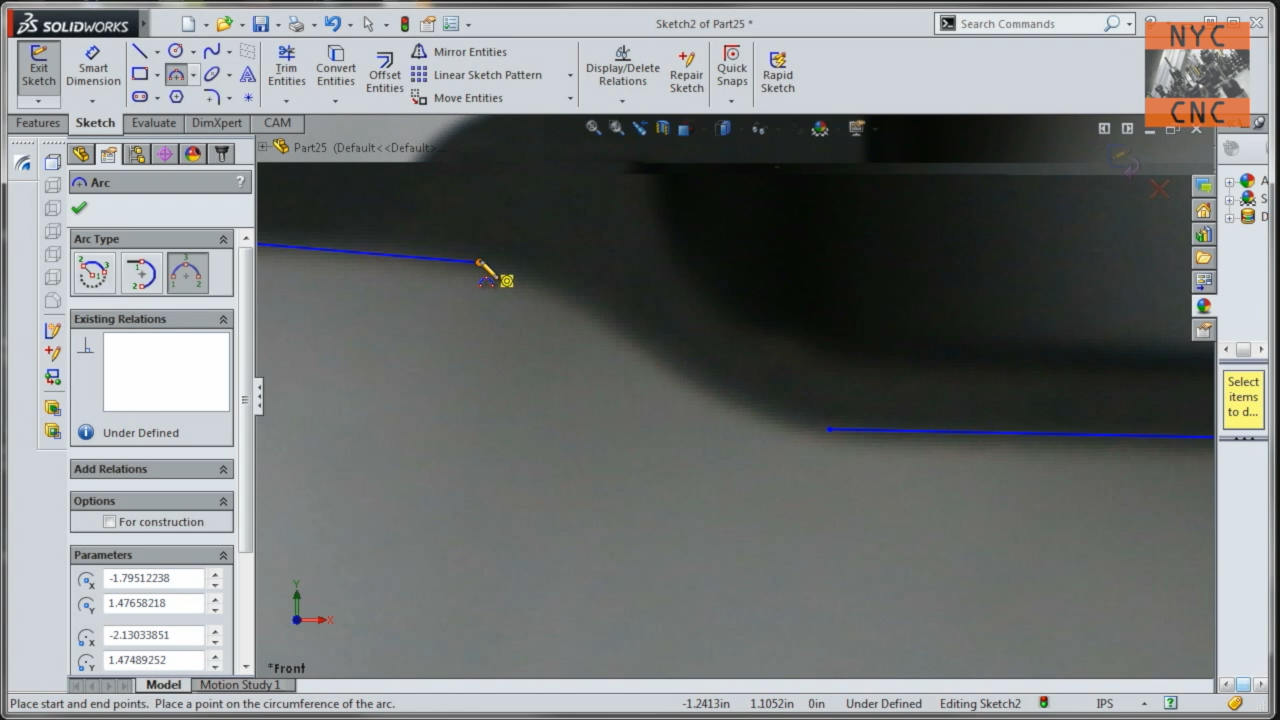 SOLIDWORKS
Sketch2 of Part25 *
Search Commands
?
NYC
CNC
Exit
Sketch
Smart
Dimension
Trim
Entities
Convert
Entities
Offset
Entities
Mirror Entities
Linear Sketch Pattern
Move Entities
Display/Delete
Relations
Repair
Sketch
Quick
Snaps
Rapid
Sketch
Features
Sketch
Evaluate
DimXpert
CAM
Part25 (Default<<Default>...
Arc
?
Arc Type
Existing Relations
Under Defined
Add Relations
Options
For construction
Parameters
-1.79512238
1.47658218
-2.13033851
1.47489252
Y
X
*Front
A
S
D
Select
items
to d...
Model
Motion Study 1
Place start and end points. Place a point on the circumference of the arc.
-1.2413in
1.1052in
0in
Under Defined
Editing Sketch2
IPS
?